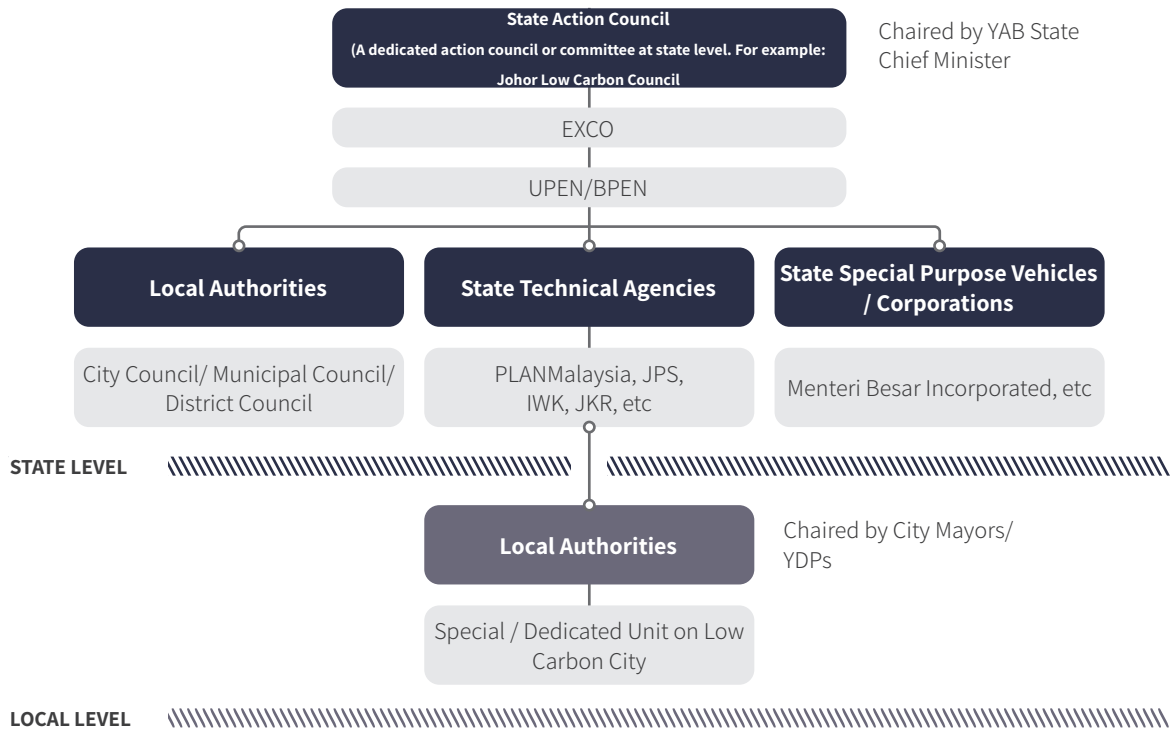 State Action Council
(A dedicated action council or committee at state level. For example:
Johor Low Carbon Council
Chaired by YAB State
Chief Minister
EXCO
UPEN/BPEN
Local Authorities
State Technical Agencies
State Special Purpose Vehicles
/ Corporations
City Council/ Municipal Council/
District Council
PLANMalaysia, JPS,
IWK, JKR, etc
Menteri Besar Incorporated, etc
STATE LEVEL
Local Authorities
Chaired by City Mayors/
YDPs
Special / Dedicated Unit on Low
Carbon City
LOCAL LEVEL